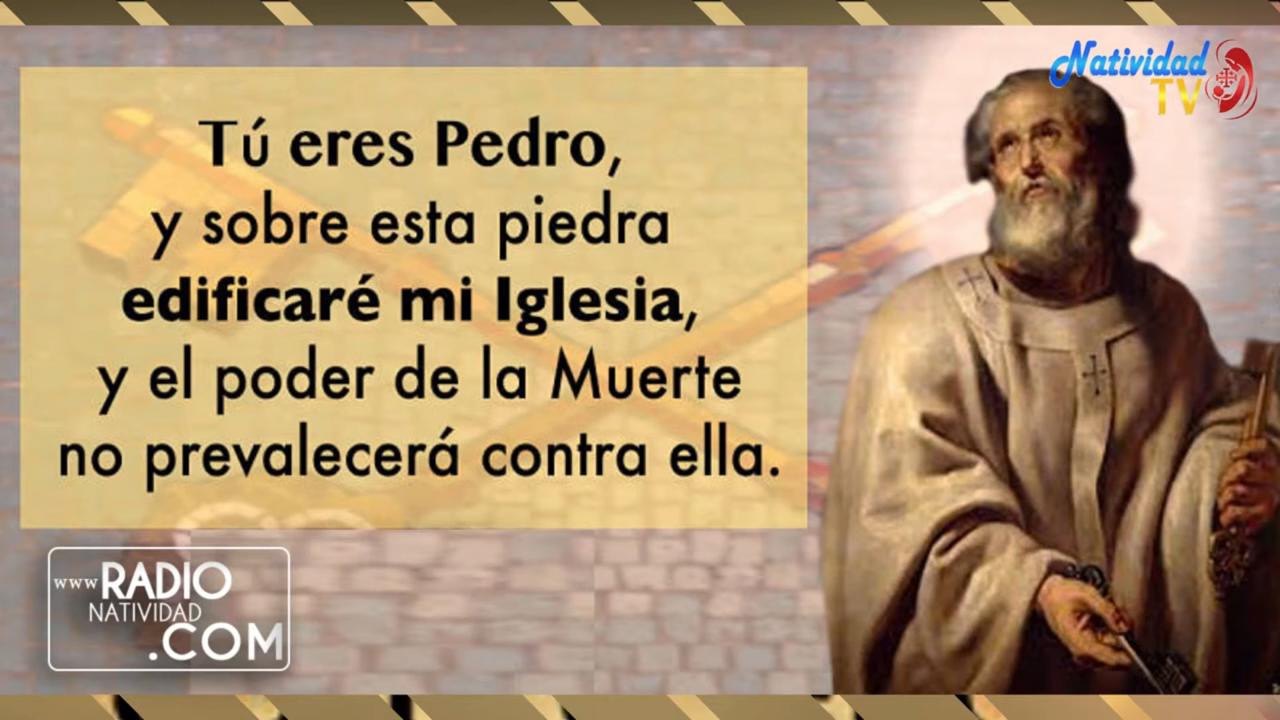 Natividad
TV
Tú eres Pedro,
y sobre esta piedra
edificaré mi Iglesia,
y el poder de la Muerte
no prevalecerá contra ella.
www RADIO
NATIVIDAD
.COM